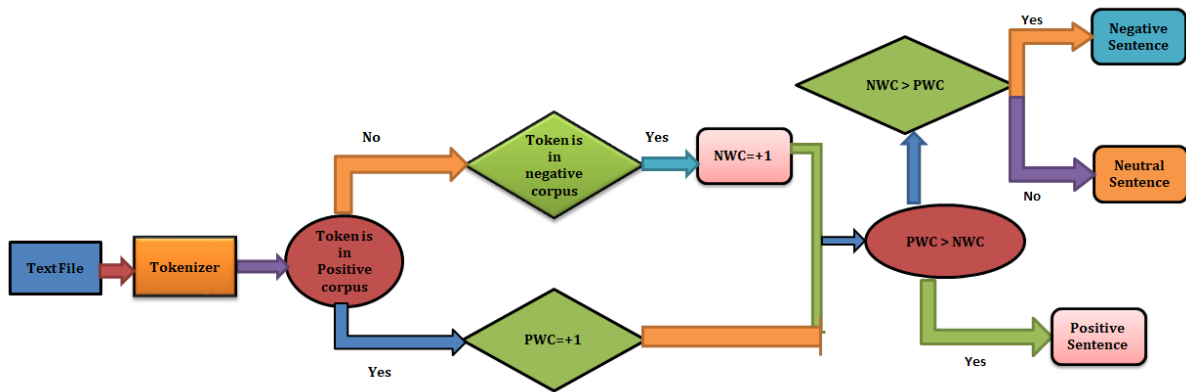 Text File
Tokenizer
Token is
in
Positive
corpus
No
Token is
in
negative
corpus
Yes
NWC=+1
Yes
PWC=+1
PWC > NWC
NWC > PWC
Yes
Negative
Sentence
No
Neutral
Sentence
Yes
Positive
Sentence